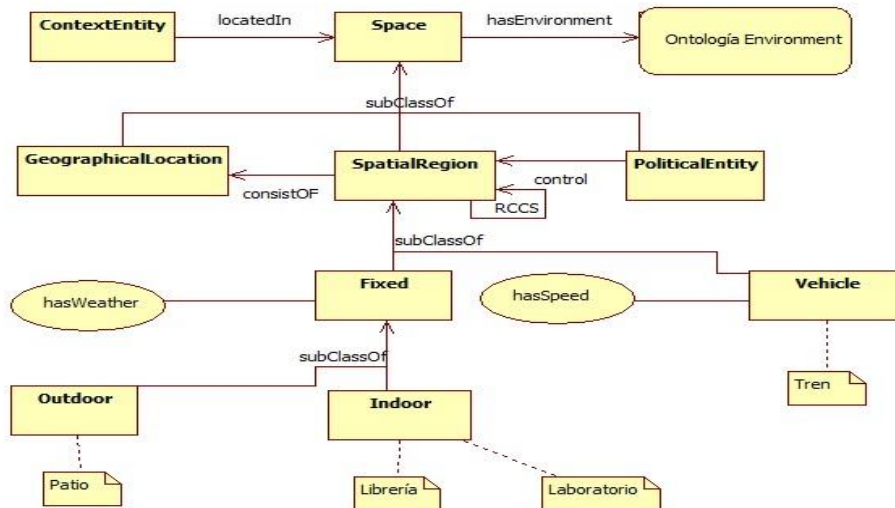 ContextEntity
locatedIn
Space
hasEnvironment
Ontología Environment
subClassOf
GeographicalLocation
SpatialRegion
PoliticalEntity
consistOF
control
RCCS
subClassOf
hasWeather
Fixed
hasSpeed
Vehicle
subClassOf
Outdoor
Indoor
Tren
Patio
Librería
Laboratorio